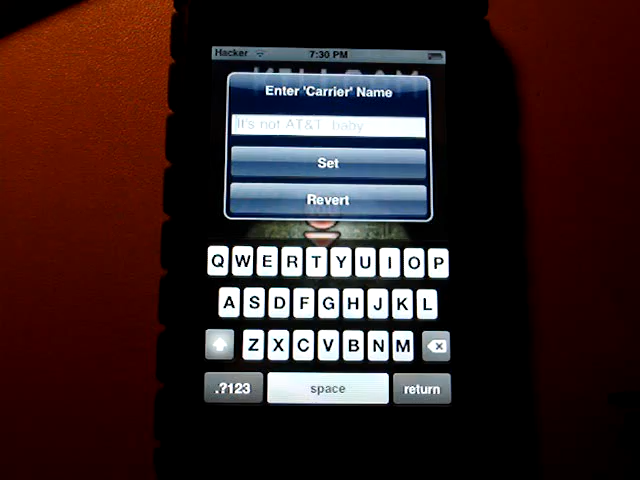 Hacker 7:30 PM
Enter 'Carrier' Name
It's not AT&T, baby
Set
Revert
Q W E R T Y U I O P
A S D F G H J K L
Z X C V B N M
.?123 space return